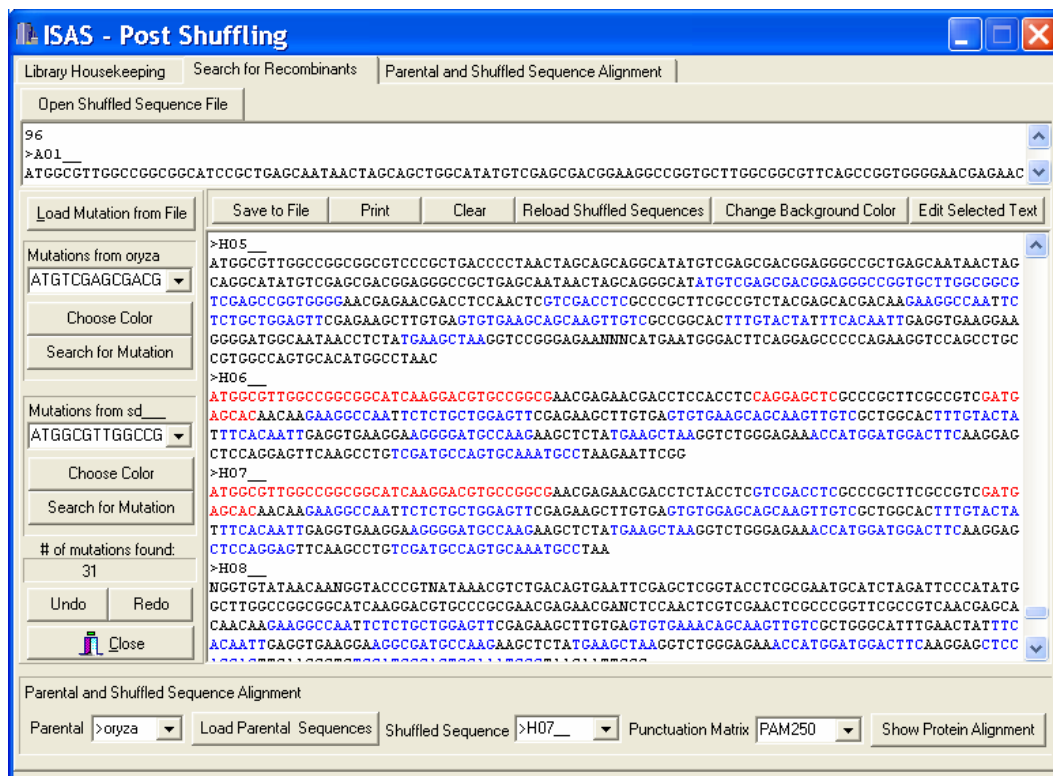 ISAS - Post Shuffling
Library Housekeeping Search for Recombinants Parental and Shuffled Sequence Alignment
Open Shuffled Sequence File
96
>A01__
ATGGCGTTGGCCGGCGGCATCCGCTGAGCAATAACTAGCAGCTGGCATATGTCGAGCGACGGAAGGCCGGTGCTTGGCGGCGTTCAGCCGGTGGGGAACGAGAAC
Load Mutation from File
Save to File Print Clear Reload Shuffled Sequences Change Background Color Edit Selected Text
Mutations from oryza
ATGTCGAGCGACG
Choose Color
Search for Mutation
Mutations from sd___
ATGGCGTTGGCCG
Choose Color
Search for Mutation
# of mutations found:
31
Undo Redo
Close
>H05__
ATGGCGTTGGCCGGCGGCGTCCCGCTGACCCCTAACTAGCAGCAGGCATATGTCGAGCGACGGAGGGCCGCTGAGCAATAACTAG
CAGGCATATGTCGAGCGACGGAGGGCCGCTGAGCAATAACTAGCAGGGCATATGTCGAGCGACGGAGGGCCGGTGCTTGGCGGCG
TCGAGCCGGTGGGGAACGAGAACGACCTCCAACTCGTCGACCTCGCCCGCTTCGCCGTCTACGAGCACGACAAGAAGGCCAATTC
TCTGCTGGAGTTCGAGAAGCTTGTGAGTGTGAAGCAGCAAGTTGTCGCCGGCACTTTGTACTATTTCACAATTGAGGTGAAGGAA
GGGGATGGCAATAACCTCTATGAAGCTAAGGTCCGGGAGAANNNCATGAATGGGACTTCAGGAGCCCCCAGAAGGTCCAGCCTGC
CGTGGCCAGTGCACATGGCCTAAC
>H06__
ATGGCGTTGGCCGGCGGCATCAAGGACGTGCCGGCGAACGAGAACGACCTCCACCTCCAGGAGCTCGCCCGCTTCGCCGTCGATG
AGCACAACAAGAAGGCCAATTCTCTGCTGGAGTTCGAGAAGCTTGTGAGTGTGAAGCAGCAAGTTGTCGCTGGCACTTTGTACTA
TTTCACAATTGAGGTGAAGGAAGGGGATGCCAAGAAGCTCTATGAAGCTAAGGTCTGGGAGAAACCATGGATGGACTTCAAGGAG
CTCCAGGAGTTCAAGCCTGTCGATGCCAGTGCAAATGCCTAAGAATTCGG
>H07__
ATGGCGTTGGCCGGCGGCATCAAGGACGTGCCGGCGAACGAGAACGACCTCTACCTCGTCGACCTCGCCCGCTTCGCCGTCGATG
AGCACAACAAGAAGGCCAATTCTCTGCTGGAGTTCGAGAAGCTTGTGAGTGTGGAGCAGCAAGTTGTCGCTGGCACTTTGTACTA
TTTCACAATTGAGGTGAAGGAAGGGGATGCCAAGAAGCTCTATGAAGCTAAGGTCTGGGAGAAACCATGGATGGACTTCAAGGAG
CTCCAGGAGTTCAAGCCTGTCGATGCCAGTGCAAATGCCTAA
>H08__
NGGTGTATAACAANGGTACCCGTNATAAACGTCTGACAGTGAATTCGAGCTCGGTACCTCGCGAATGCATCTAGATTCCCATATG
GCTTGGCCGGCGGCATCAAGGACGTGCCCGCGAACGAGAACGANCTCCAACTCGTCGAACTCGCCCGGTTCGCCGTCAACGAGCA
CAACAAGAAGGCCAATTCTCTGCTGGAGTTCGAGAAGCTTGTGAGTGTGAAACAGCAAGTTGTCGCTGGGCATTTGAACTATTTC
ACAATTGAGGTGAAGGAAGGCGATGCCAAGAAGCTCTATGAAGCTAAGGTCTGGGAGAAACCATGGATGGACTTCAAGGAGCTCC
Parental and Shuffled Sequence Alignment
Parental >oryza Load Parental Sequences Shuffled Sequence >H07__ Punctuation Matrix PAM250 Show Protein Alignment